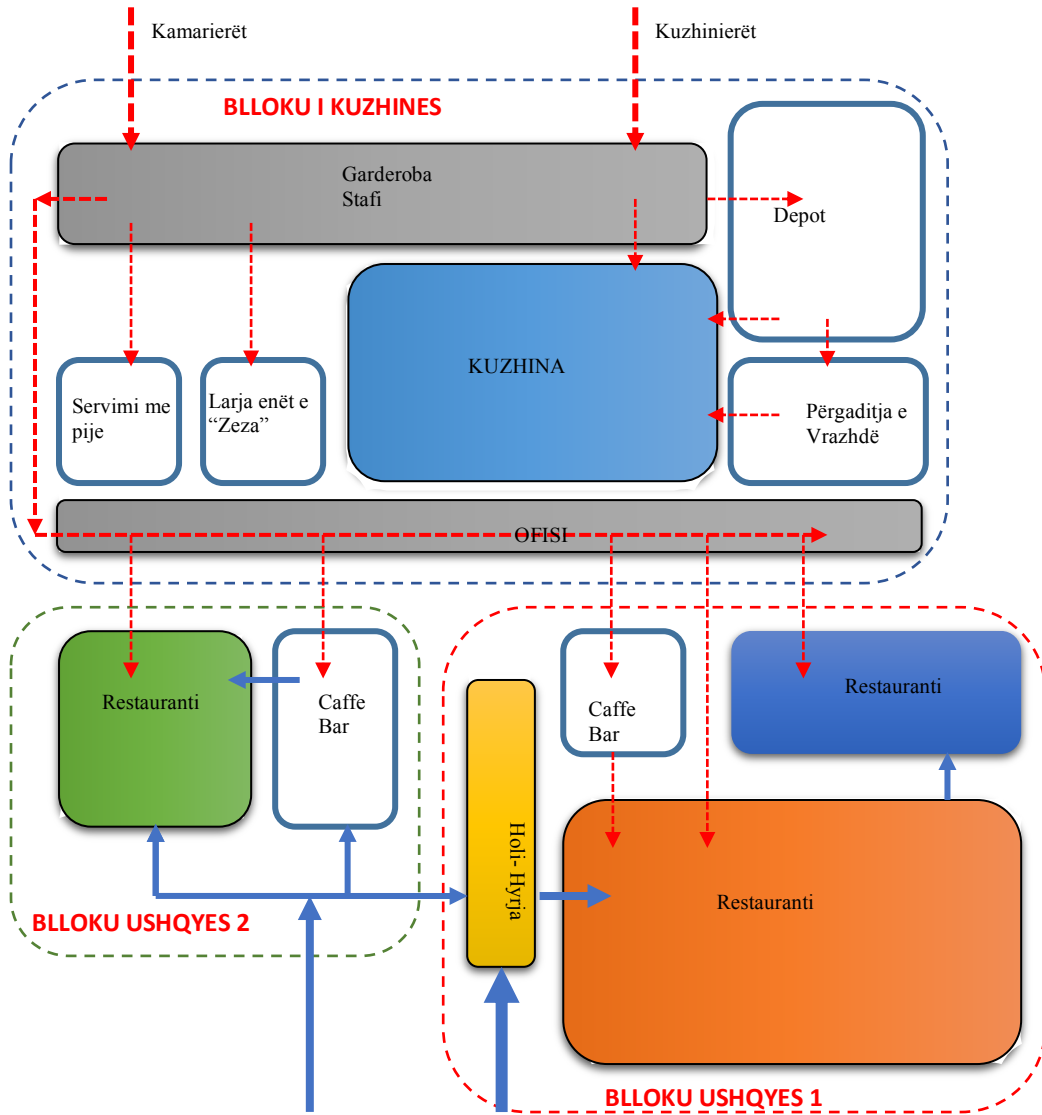 Kamarierët
Kuzhinierët
BLLOKU I KUZHINES
Garderoba
Stafi
Depot
KUZHINA
Servimi me
pije
Larja enët e
“Zeza”
Përgaditja e
Vrazhdë
OFISI
Restauranti
Caffe
Bar
Caffe
Bar
Restauranti
Holi- Hyrja
Restauranti
BLLOKU USHQYES 2
BLLOKU USHQYES 1